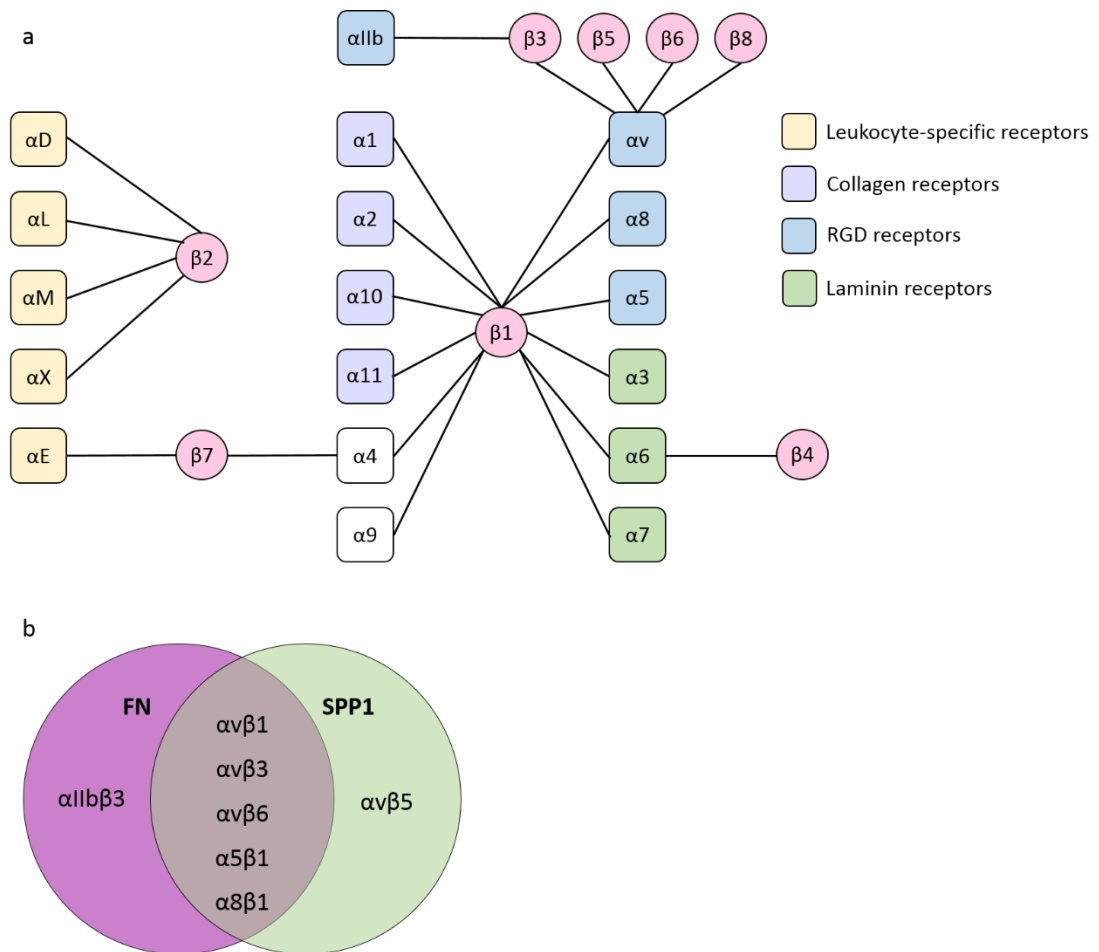 a
αIIb
β3
β5
β6
β8
αD
α1
αv
Leukocyte-specific receptors
αL
α2
α8
Collagen receptors
β2
RGD receptors
αM
α10
α5
Laminin receptors
β1
αX
α11
α3
αE
β7
α4
α6
β4
α9
α7
b
FN
SPP1
αvβ1
αvβ3
αIIbβ3
αvβ5
αvβ6
α5β1
α8β1